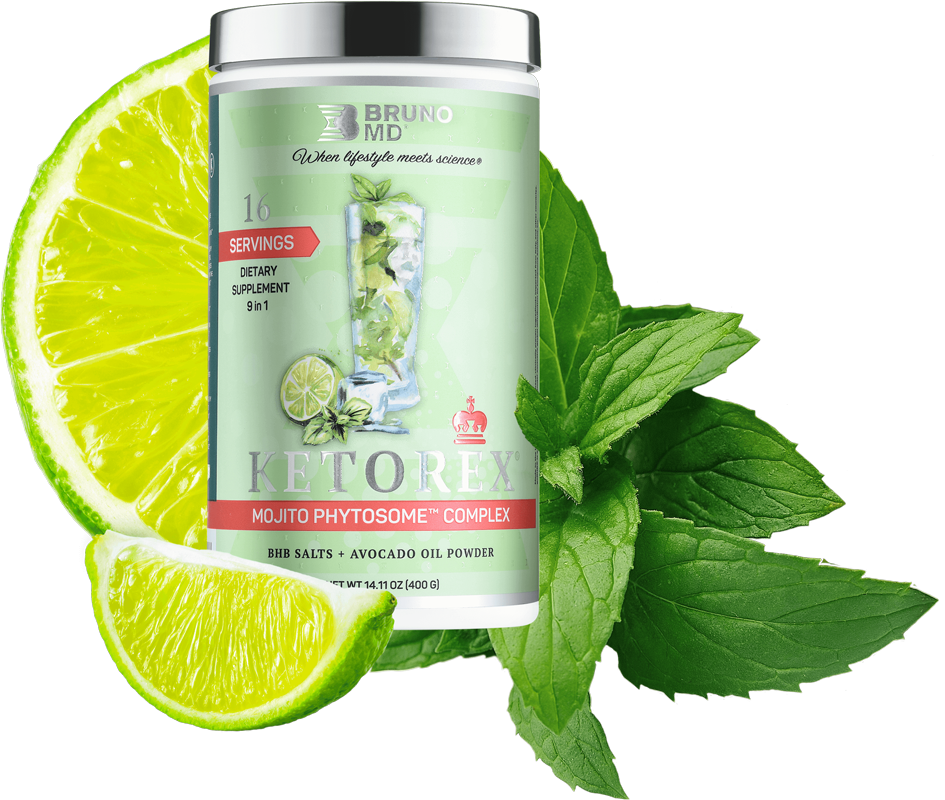 BRUNO
MD®
When lifestyle meets science®
16
SERVINGS
DIETARY
SUPPLEMENT
9 in 1
KETOREX®
MOJITO PHYTOSOME™ COMPLEX
BHB SALTS + AVOCADO OIL POWDER
NET WT 14.11 OZ (400 G)